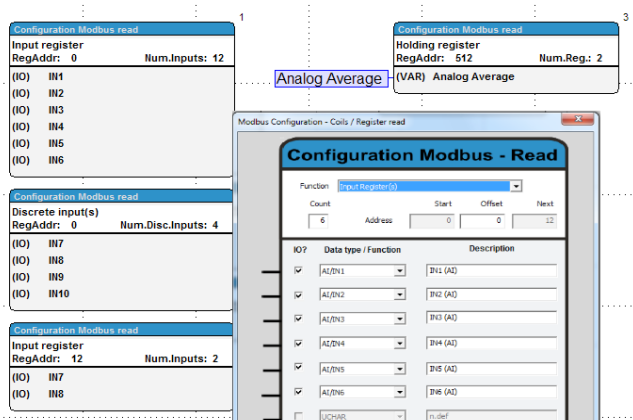 1
Configuration Modbus read
Input register
RegAddr: 0 Num.Inputs: 12
(IO) IN1
(IO) IN2
(IO) IN3
(IO) IN4
(IO) IN5
(IO) IN6
Configuration Modbus read
Discrete input(s)
RegAddr: 0 Num.Disc.Inputs: 4
(IO) IN7
(IO) IN8
(IO) IN9
(IO) IN10
Configuration Modbus read
Input register
RegAddr: 12 Num.Inputs: 2
(IO) IN7
(IO) IN8
3
Configuration Modbus read
Holding register
RegAddr: 512 Num.Reg.: 2
Analog Average
(VAR) Analog Average
Modbus Configuration - Coils / Register read
Configuration Modbus - Read
Function Input Register(s)
Count Start Offset Next
6 Address 0 0 12
IO? Data type / Function Description
AI/IN1 IN1 (AI)
AI/IN2 IN2 (AI)
AI/IN3 IN3 (AI)
AI/IN4 IN4 (AI)
AI/IN5 IN5 (AI)
AI/IN6 IN6 (AI)
UCHAR n.def